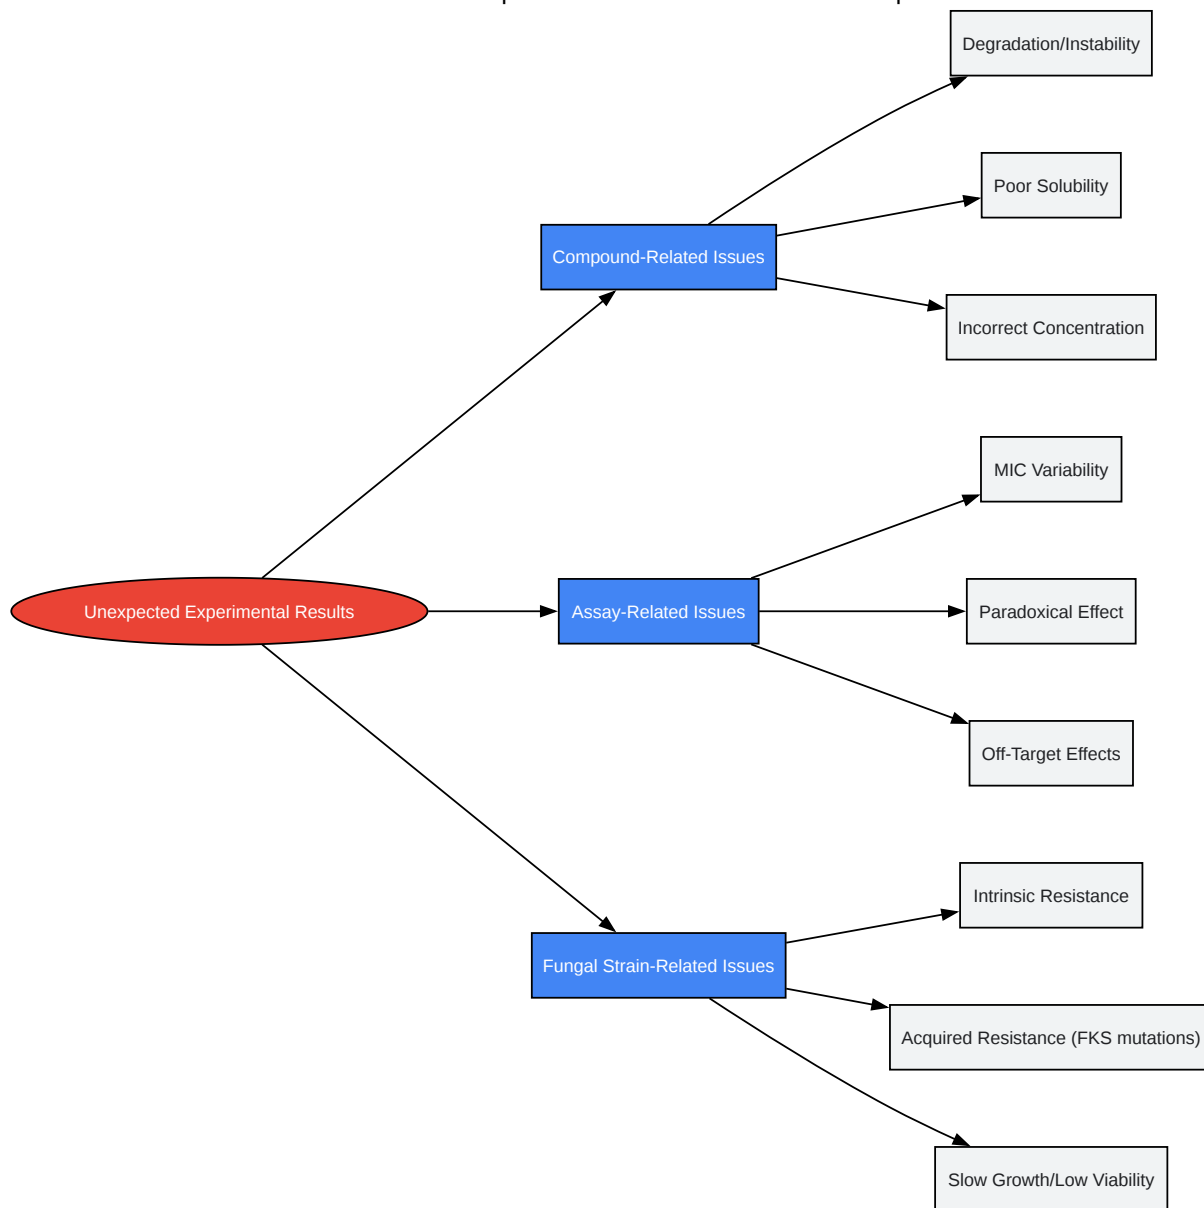 Degradation/Instability
Poor Solubility
Compound-Related Issues
Incorrect Concentration
MIC Variability
Unexpected Experimental Results
Assay-Related Issues
Paradoxical Effect
Off-Target Effects
Intrinsic Resistance
Fungal Strain-Related Issues
Acquired Resistance (FKS mutations)
Slow Growth/Low Viability